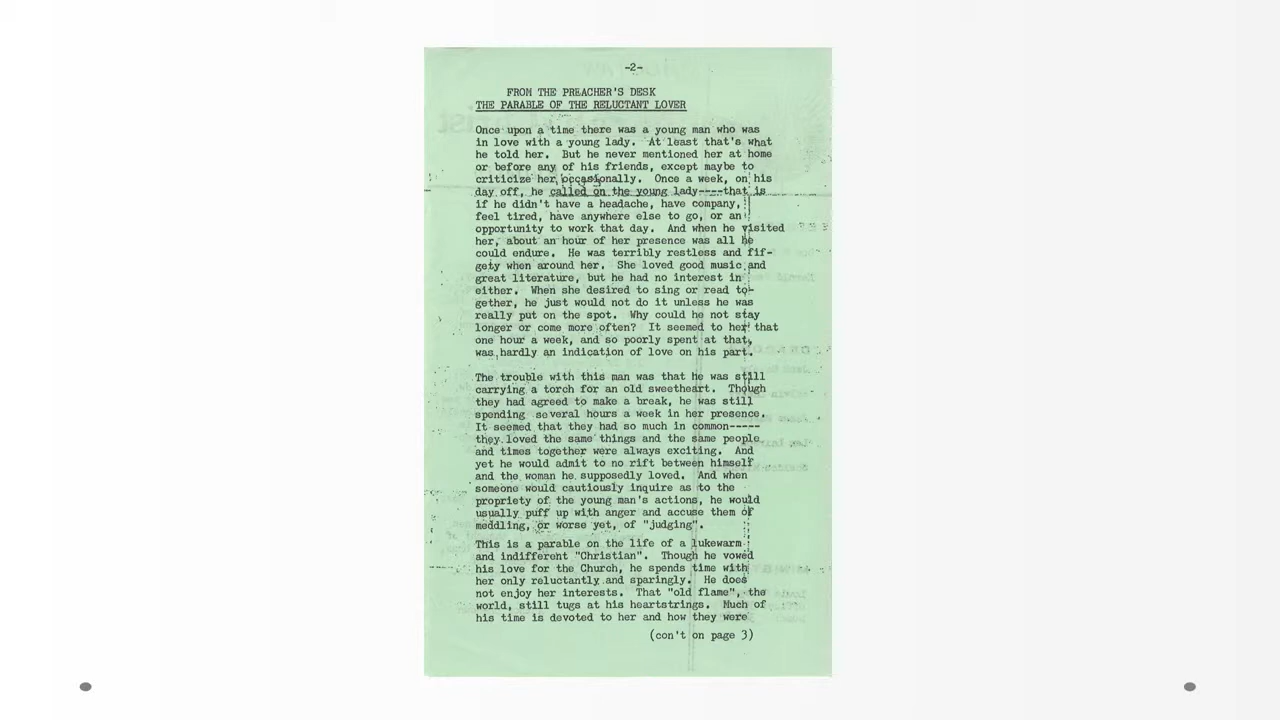 -2-
FROM THE PREACHER'S DESK
THE PARABLE OF THE RELUCTANT LOVER
Once upon a time there was a young man who was
in love with a young lady. At least that's what
he told her. But he never mentioned her at home
or before any of his friends, except maybe to
criticize her occasionally. Once a week, on his
day off, he called on the young lady----that is
if he didn't have a headache, have company,
feel tired, have anywhere else to go, or an
opportunity to work that day. And when he visited
her, about an hour of her presence was all he
could endure. He was terribly restless and fif-
gety when around her. She loved good music and
great literature, but he had no interest in
either. When she desired to sing or read to-
gether, he just would not do it unless he was
really put on the spot. Why could he not stay
longer or come more often? It seemed to her that
one hour a week, and so poorly spent at that,
was hardly an indication of love on his part.
The trouble with this man was that he was still
carrying a torch for an old sweetheart. Though
they had agreed to make a break, he was still
spending several hours a week in her presence.
It seemed that they had so much in common-----
they loved the same things and the same people
and times together were always exciting. And
yet he would admit to no rift between himself
and the woman he supposedly loved. And when
someone would cautiously inquire as to the
propriety of the young man's actions, he would
usually puff up with anger and accuse them of
meddling, or worse yet, of "judging".
This is a parable on the life of a lukewarm
and indifferent "Christian". Though he vowed
his love for the Church, he spends time with
her only reluctantly and sparingly. He does
not enjoy her interests. That "old flame", the
world, still tugs at his heartstrings. Much of
his time is devoted to her and how they were
(con't on page 3)